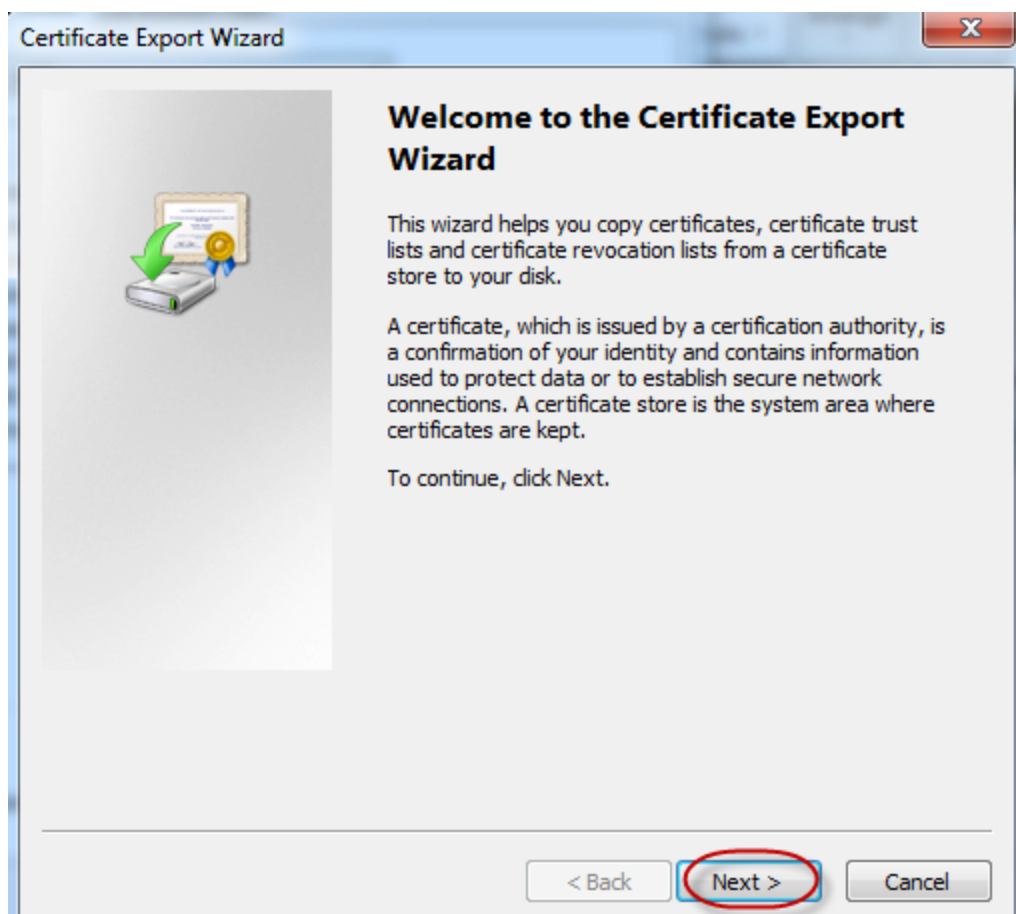 Certificate Export Wizard
Welcome to the Certificate Export
Wizard
This wizard helps you copy certificates, certificate trust
lists and certificate revocation lists from a certificate
store to your disk.
A certificate, which is issued by a certification authority, is
a confirmation of your identity and contains information
used to protect data or to establish secure network
connections. A certificate store is the system area where
certificates are kept.
To continue, click Next.
< Back Next > Cancel